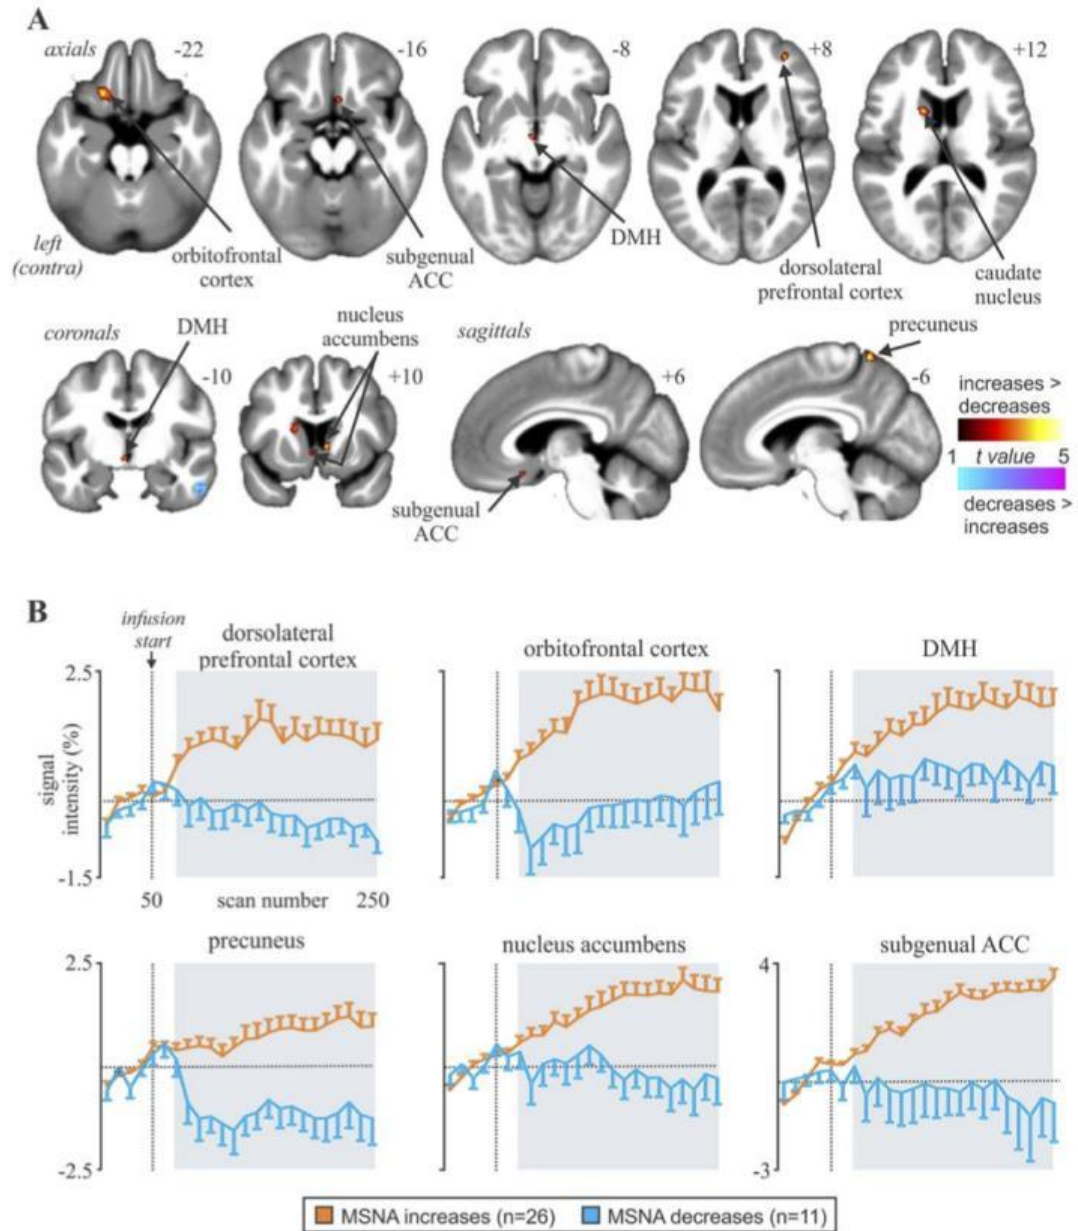 A
axials
-22
-16
-8
+8
+12
left
(contra)
orbitofrontal
cortex
subgenual
ACC
DMH
dorsolateral
prefrontal cortex
caudate
nucleus
coronals
DMH
nucleus
accumbens
sagittals
precuneus
-10
+10
+6
-6
subgenual
ACC
increases >
decreases
1 t value 5
decreases >
increases
B
infusion
start
dorsolateral
prefrontal cortex
orbitofrontal cortex
DMH
2.5
signal
intensity (%)
-1.5
50 scan number 250
precuneus
nucleus accumbens
subgenual ACC
2.5
4
-2.5
-3
MSNA increases (n=26)
MSNA decreases (n=11)